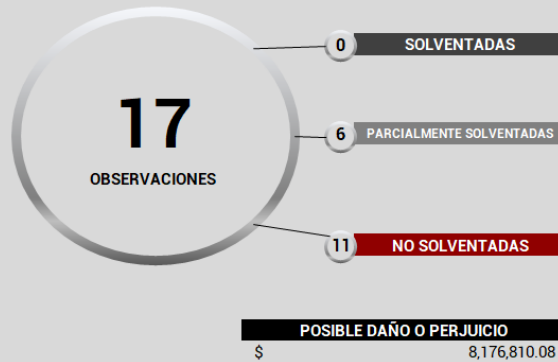 17
OBSERVACIONES
0 SOLVENTADAS
6 PARCIALMENTE SOLVENTADAS
11 NO SOLVENTADAS
POSIBLE DAÑO O PERJUICIO
$ 8,176,810.08